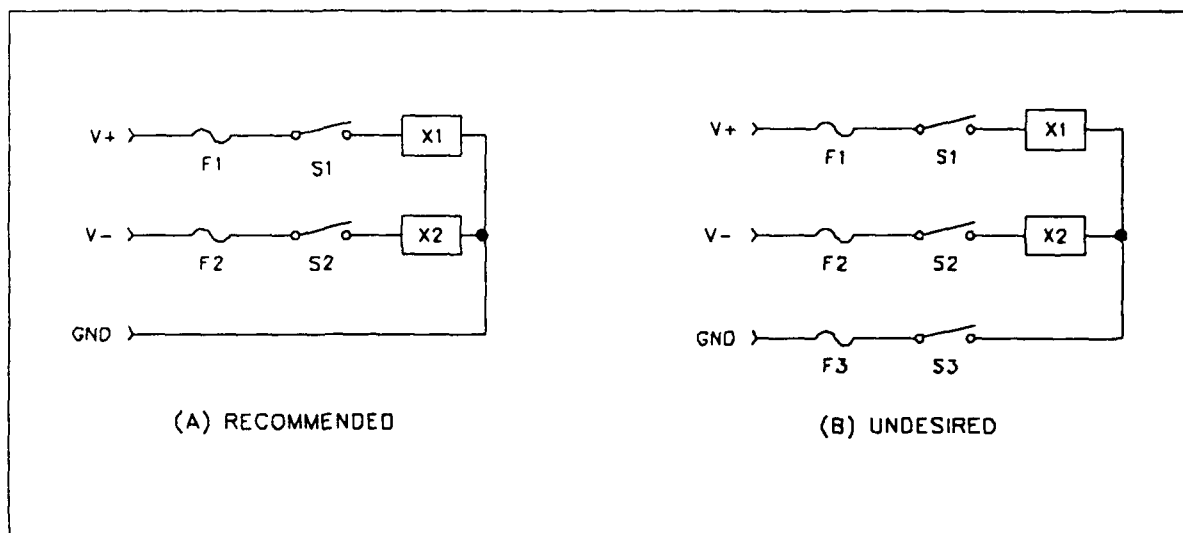 V+
F1
S1
X1
V-
F2
S2
X2
GND
(A) RECOMMENDED
V+
F1
S1
X1
V-
F2
S2
X2
GND
F3
S3
(B) UNDESIRED